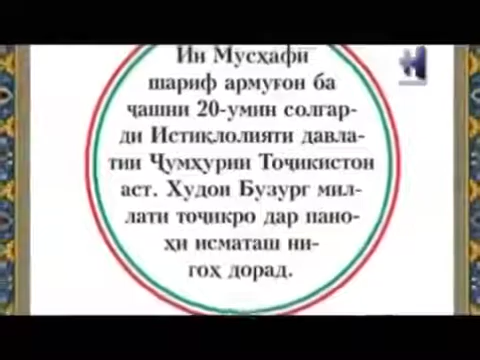 Ин Мусҳафи
шариф армуғон ба
ҷашни 20-умин солгар-
ди Истиқлолияти давла-
тии Ҷумҳурии Тоҷикистон
аст. Худои Бузург мил-
лати тоҷикро дар пано-
ҳи исматаш ни-
гоҳ дорад.